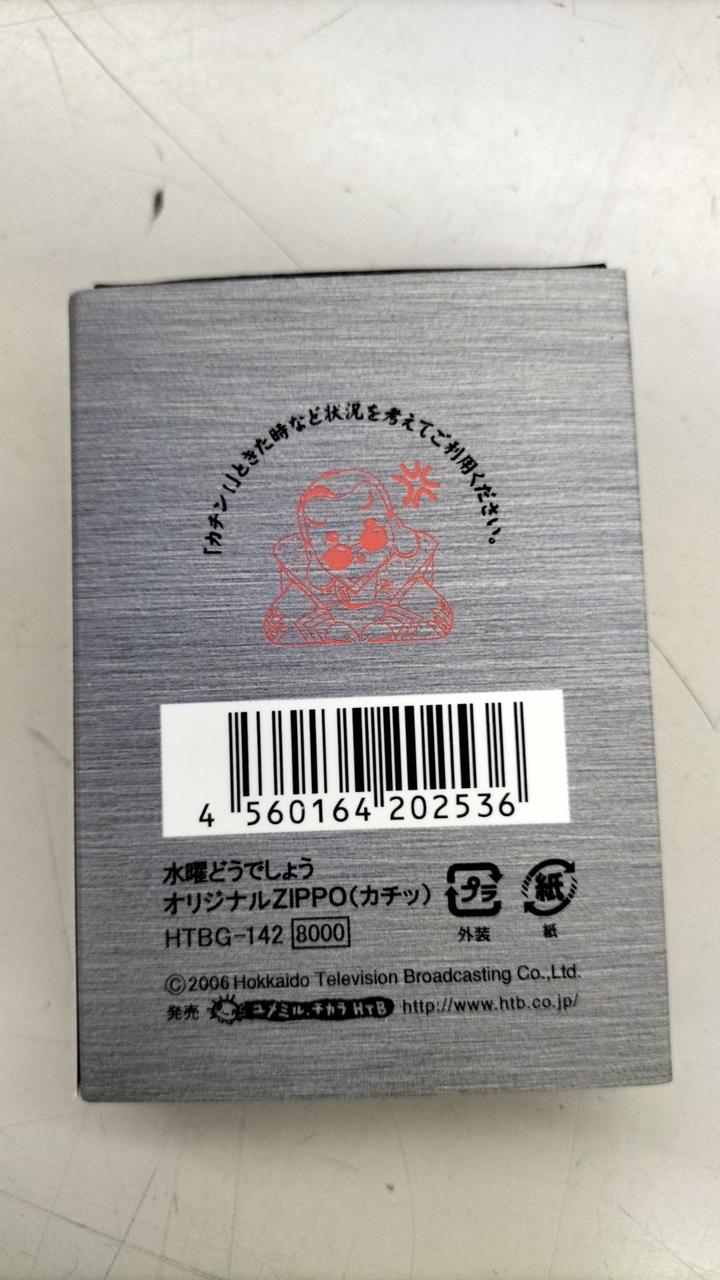 「カチン！」ときた時など状況を考えてご利用ください。
4 560164 202536
水曜どうでしょう
オリジナルZIPPO(カチッ)
HTBG-142 8000
プラ
外装
紙
紙
©2006 Hokkaido Television Broadcasting Co.,Ltd.
発売 ユメミル、チカラ HTB http://www.htb.co.jp/